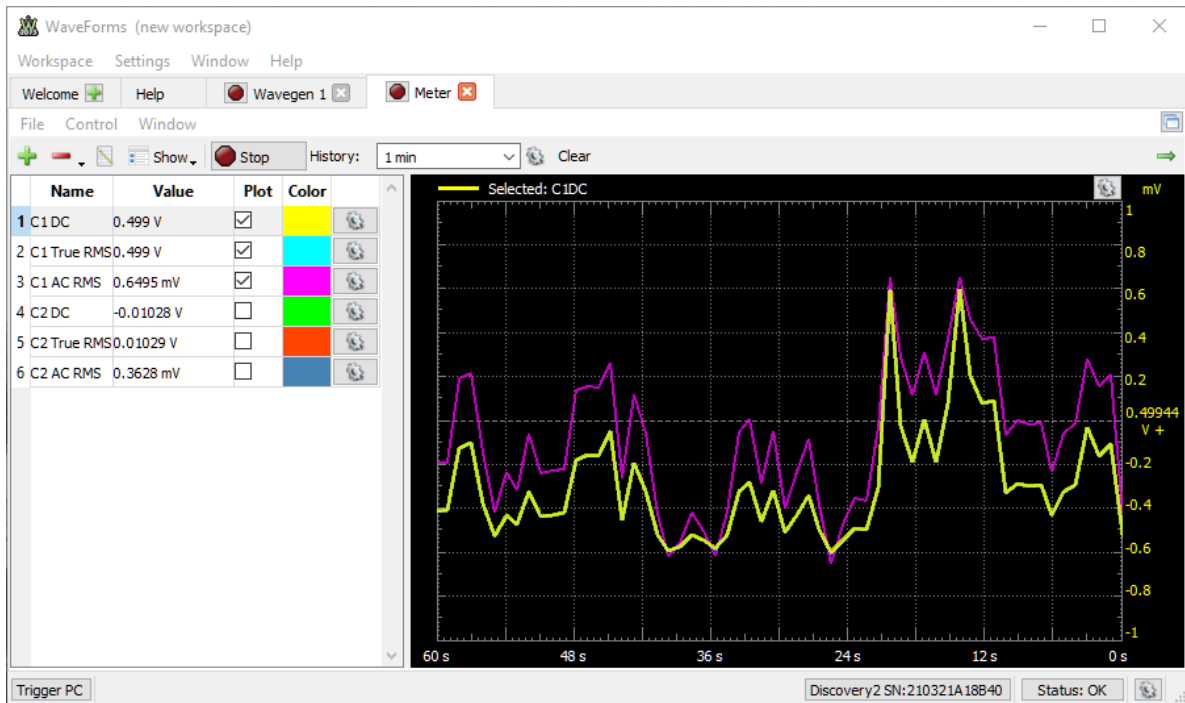 WaveForms (new workspace)
Workspace Settings Window Help
Welcome Help Wavegen 1 Meter
File Control Window
Show Stop History: 1 min Clear
Name Value Plot Color
1 C1 DC 0.499 V
2 C1 True RMS 0.499 V
3 C1 AC RMS 0.6495 mV
4 C2 DC -0.01028 V
5 C2 True RMS 0.01029 V
6 C2 AC RMS 0.3628 mV
Selected: C1DC
mV
1
0.8
0.6
0.4
0.2
0.49944
V +
-0.2
-0.4
-0.6
-0.8
-1
60 s 48 s 36 s 24 s 12 s 0 s
Trigger PC Discovery2 SN:210321A18B40 Status: OK